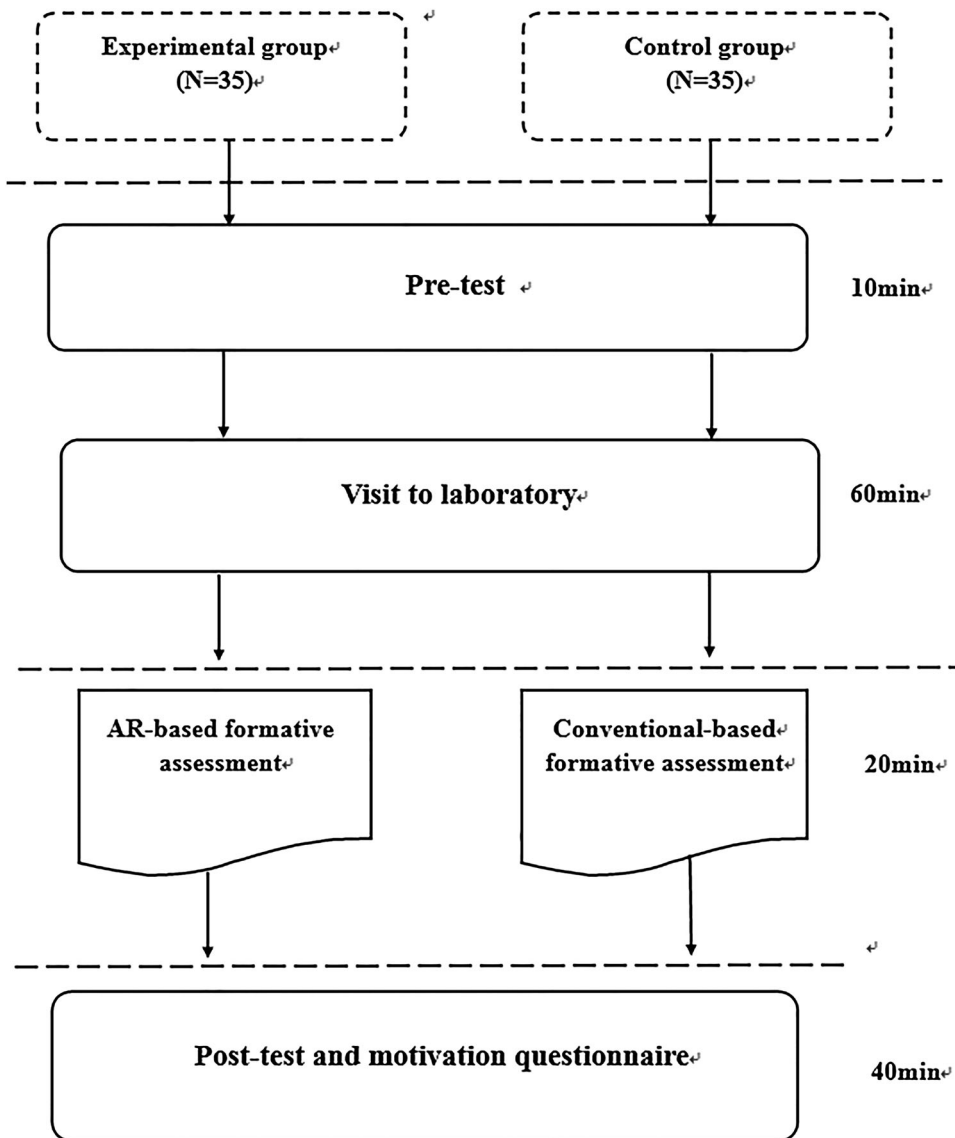 Experimental group
(N=35)
Control group
(N=35)
Pre-test
10min
Visit to laboratory
60min
AR-based formative
assessment
Conventional-based
formative assessment
20min
Post-test and motivation questionnaire
40min